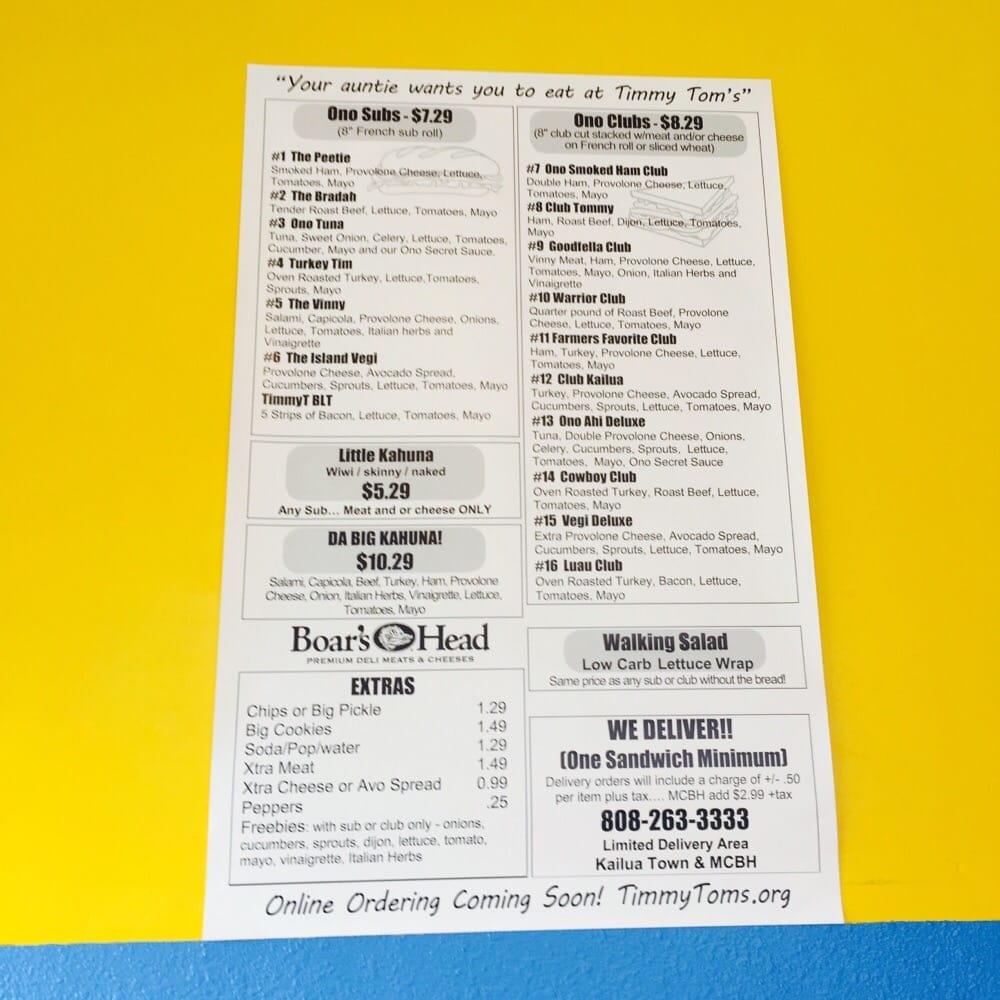 "Your auntie wants you to eat at Timmy Tom's"
Ono Subs - $7.29
(8" French sub roll)
#1 The Peetie
Smoked Ham, Provolone Cheese, Lettuce,
Tomatoes, Mayo
#2 The Bradah
Tender Roast Beef, Lettuce, Tomatoes, Mayo
#3 Ono Tuna
Tuna, Sweet Onion, Celery, Lettuce, Tomatoes,
Cucumber, Mayo and our Ono Secret Sauce.
#4 Turkey Tim
Oven Roasted Turkey, Lettuce,Tomatoes,
Sprouts, Mayo
#5 The Vinny
Salami, Capicola, Provolone Cheese, Onions,
Lettuce, Tomatoes, Italian herbs and
Vinaigrette
#6 The Island Vegi
Provolone Cheese, Avocado Spread,
Cucumbers, Sprouts, Lettuce, Tomatoes, Mayo
TimmyT BLT
5 Strips of Bacon, Lettuce, Tomatoes, Mayo
Little Kahuna
Wiwi / skinny / naked
$5.29
Any Sub... Meat and or cheese ONLY
DA BIG KAHUNA!
$10.29
Salami, Capicola, Beef, Turkey, Ham, Provolone
Cheese, Onion, Italian Herbs, Vinaigrette, Lettuce,
Tomatoes, Mayo
Boar's Head
PREMIUM DELI MEATS & CHEESES
EXTRAS
Chips or Big Pickle 1.29
Big Cookies 1.49
Soda/Pop/water 1.29
Xtra Meat 1.49
Xtra Cheese or Avo Spread 0.99
Peppers .25
Freebies: with sub or club only - onions,
cucumbers, sprouts, dijon, lettuce, tomato,
mayo, vinaigrette, Italian Herbs
Ono Clubs - $8.29
(8" club cut stacked w/meat and/or cheese
on French roll or sliced wheat)
#7 Ono Smoked Ham Club
Double Ham, Provolone Cheese, Lettuce,
Tomatoes, Mayo
#8 Club Tommy
Ham, Roast Beef, Dijon, Lettuce, Tomatoes,
Mayo
#9 Goodfella Club
Vinny Meat, Ham, Provolone Cheese, Lettuce,
Tomatoes, Mayo, Onion, Italian Herbs and
Vinaigrette
#10 Warrior Club
Quarter pound of Roast Beef, Provolone
Cheese, Lettuce, Tomatoes, Mayo
#11 Farmers Favorite Club
Ham, Turkey, Provolone Cheese, Lettuce,
Tomatoes, Mayo
#12 Club Kailua
Turkey, Provolone Cheese, Avocado Spread,
Cucumbers, Sprouts, Lettuce, Tomatoes, Mayo
#13 Ono Ahi Deluxe
Tuna, Double Provolone Cheese, Onions,
Celery, Cucumbers, Sprouts, Lettuce,
Tomatoes, Mayo, Ono Secret Sauce
#14 Cowboy Club
Oven Roasted Turkey, Roast Beef, Lettuce,
Tomatoes, Mayo
#15 Vegi Deluxe
Extra Provolone Cheese, Avocado Spread,
Cucumbers, Sprouts, Lettuce, Tomatoes, Mayo
#16 Luau Club
Oven Roasted Turkey, Bacon, Lettuce,
Tomatoes, Mayo
Walking Salad
Low Carb Lettuce Wrap
Same price as any sub or club without the bread!
WE DELIVER!!
(One Sandwich Minimum)
Delivery orders will include a charge of +/- .50
per item plus tax.... MCBH add $2.99 +tax
808-263-3333
Limited Delivery Area
Kailua Town & MCBH
Online Ordering Coming Soon! TimmyToms.org